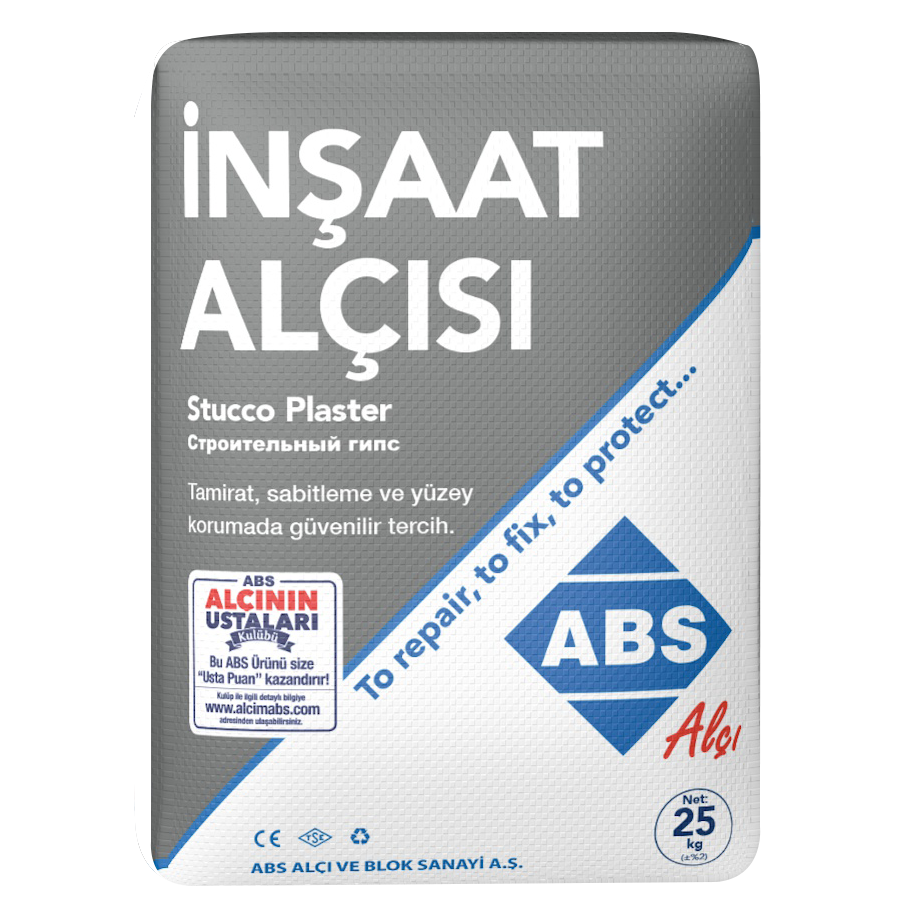 İNŞAAT
ALÇISI
Stucco Plaster
Строительный гипс
Tamirat, sabitleme ve yüzey
korumada güvenilir tercih.
To repair, to fix, to protect...
ABS
ALÇININ
USTALARI
Kulübü
Bu ABS Ürünü size
“Usta Puan” kazandırır!
Kulüp ile ilgili detaylı bilgiye
www.alcimabs.com
adresinden ulaşabilirsiniz.
ABS
Alçı
Net:
25
kg
(±%2)
CE TSE
ABS ALÇI VE BLOK SANAYİ A.Ş.